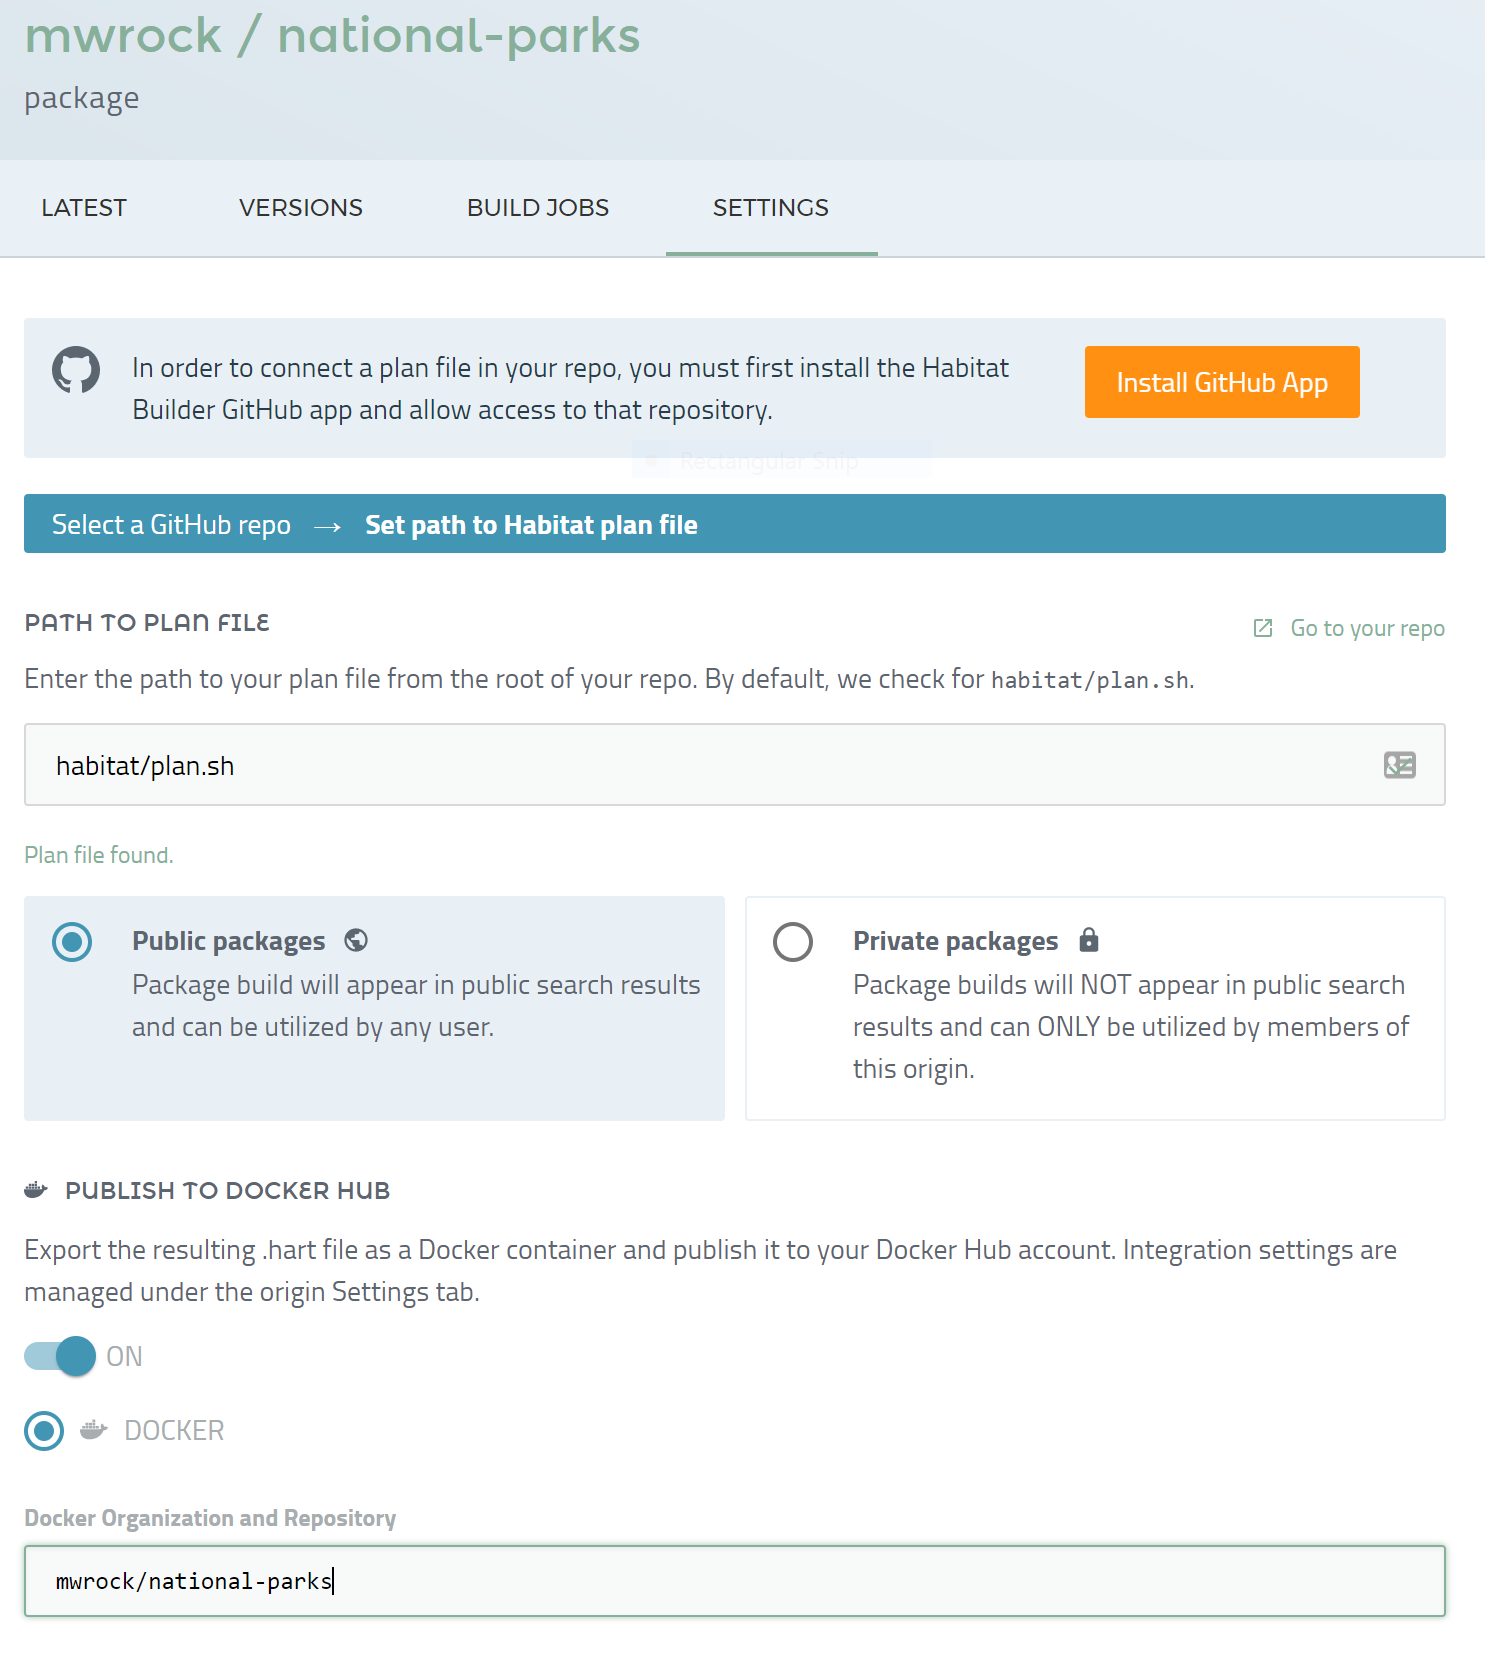 mwrock / national-parks
package
LATEST
VERSIONS
BUILD JOBS
SETTINGS
In order to connect a plan file in your repo, you must first install the Habitat
Builder GitHub app and allow access to that repository.
Install GitHub App
Rectangular Snip
Select a GitHub repo → Set path to Habitat plan file
PATH TO PLAN FILE
Go to your repo
Enter the path to your plan file from the root of your repo. By default, we check for habitat/plan.sh.
habitat/plan.sh
Plan file found.
Public packages
Package build will appear in public search results
and can be utilized by any user.
Private packages
Package builds will NOT appear in public search
results and can ONLY be utilized by members of
this origin.
PUBLISH TO DOCKER HUB
Export the resulting .hart file as a Docker container and publish it to your Docker Hub account. Integration settings are
managed under the origin Settings tab.
ON
DOCKER
Docker Organization and Repository
mwrock/national-parks